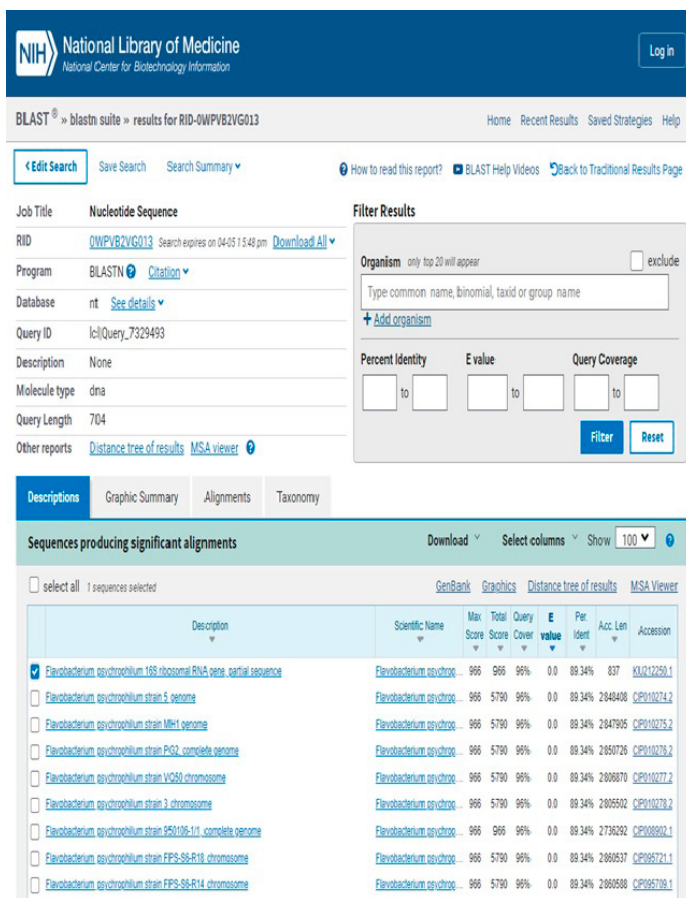 NIH National Library of Medicine
National Center for Biotechnology Information
Log in
BLAST ® » blastn suite » results for RID-0WPVB2VG013
Home Recent Results Saved Strategies Help
Edit Search Save Search Search Summary
How to read this report? BLAST Help Videos Back to Traditional Results Page
Job Title Nucleotide Sequence
RID 0WPVB2VG013 Search expires on 04-05 15:48 pm Download All
Program BLASTN Citation
Database nt See details
Query ID lcl|Query_7329493
Description None
Molecule type dna
Query Length 704
Other reports Distance tree of results MSA viewer
Filter Results
Organism only top 20 will appear exclude
Type common name, binomial, taxid or group name
+ Add organism
Percent Identity E value Query Coverage
to to to
Filter Reset
Descriptions Graphic Summary Alignments Taxonomy
Sequences producing significant alignments Download Select columns Show 100
select all 1 sequences selected GenBank Graphics Distance tree of results MSA Viewer
Description Scientific Name Max Score Total Score Query Cover E value Per. Ident Acc. Len Accession
Flavobacterium psychrophilum 16S ribosomal RNA gene, partial sequence Flavobacterium psychrop... 966 966 96% 0.0 89.34% 837 KU212250.1
Flavobacterium psychrophilum strain 5 genome Flavobacterium psychrop... 966 5790 96% 0.0 89.34% 2848408 CP010274.2
Flavobacterium psychrophilum strain MH1 genome Flavobacterium psychrop... 966 5790 96% 0.0 89.34% 2847905 CP010275.2
Flavobacterium psychrophilum strain PG2, complete genome Flavobacterium psychrop... 966 5790 96% 0.0 89.34% 2850726 CP010276.2
Flavobacterium psychrophilum strain VQ50 chromosome Flavobacterium psychrop... 966 5790 96% 0.0 89.34% 2806870 CP010277.2
Flavobacterium psychrophilum strain 3 chromosome Flavobacterium psychrop... 966 5790 96% 0.0 89.34% 2805502 CP010278.2
Flavobacterium psychrophilum strain 950106-1/1, complete genome Flavobacterium psychrop... 966 966 96% 0.0 89.34% 2736292 CP008902.1
Flavobacterium psychrophilum strain FIPS-S6-R18 chromosome Flavobacterium psychrop... 966 5790 96% 0.0 89.34% 2860537 CP095721.1
Flavobacterium psychrophilum strain FIPS-S6-R14 chromosome Flavobacterium psychrop... 966 5790 96% 0.0 89.34% 2860588 CP095709.1